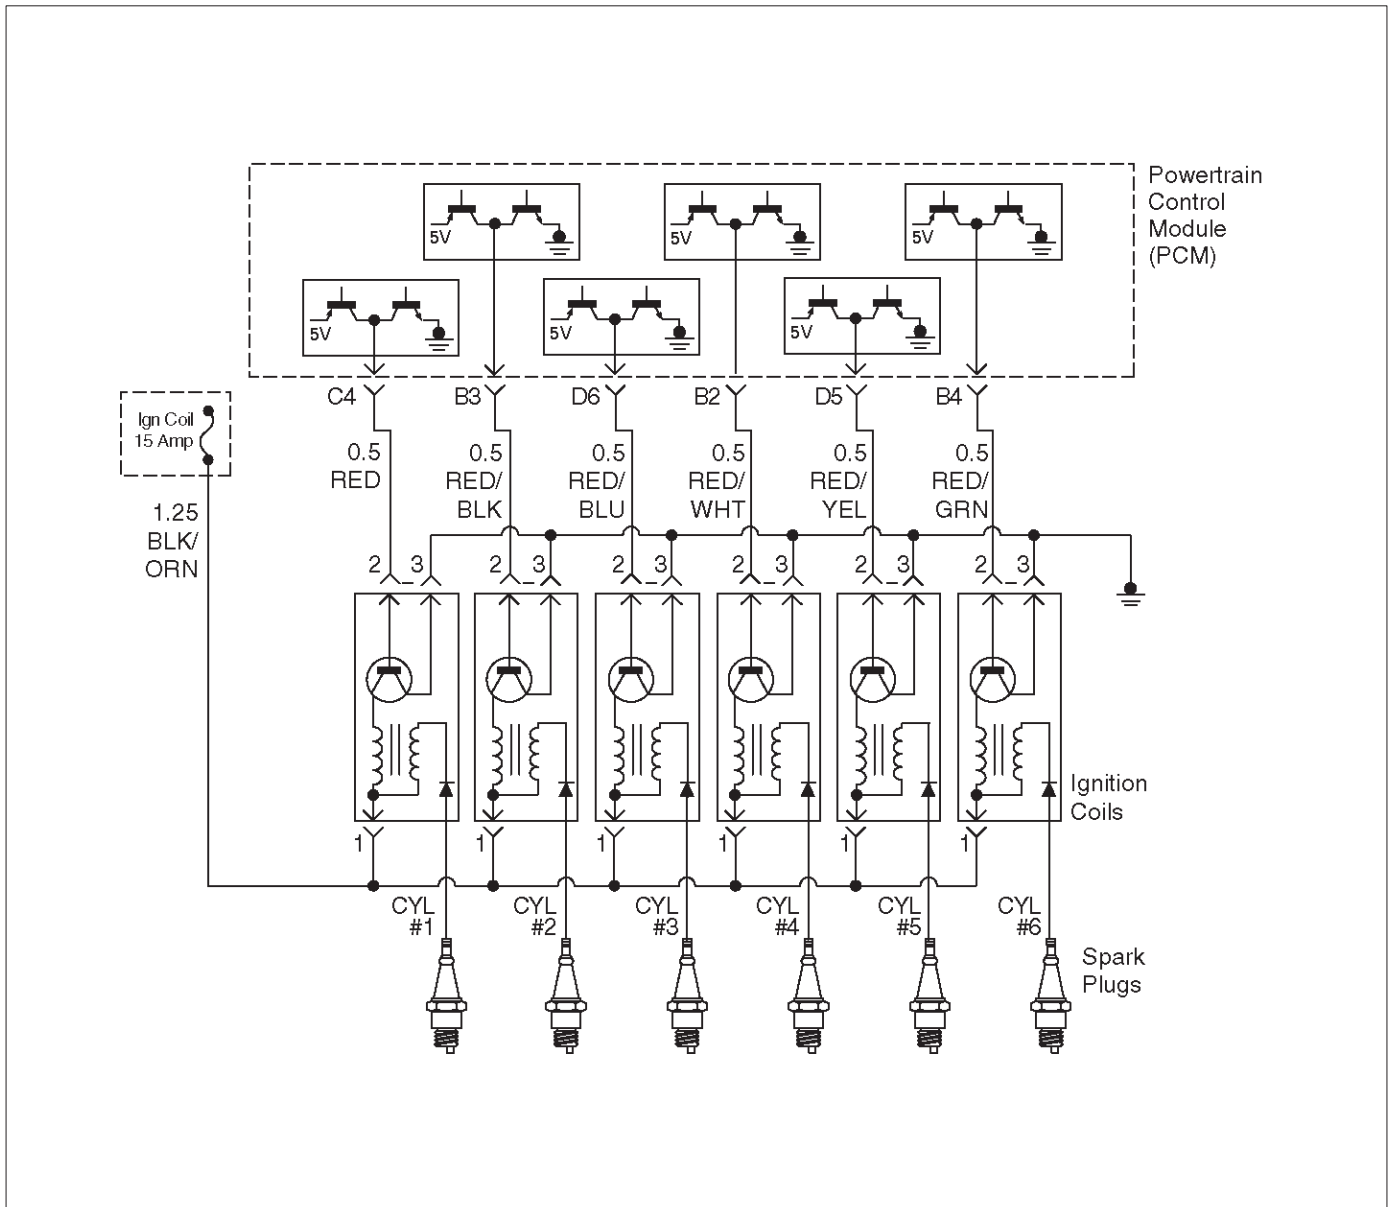 Powertrain
Control
Module
(PCM)
5V
5V
5V
5V
5V
5V
C4
B3
D6
B2
D5
B4
Ign Coil
15 Amp
0.5
RED
0.5
RED/
BLK
0.5
RED/
BLU
0.5
RED/
WHT
0.5
RED/
YEL
0.5
RED/
GRN
1.25
BLK/
ORN
2
3
2
3
2
3
2
3
2
3
2
3
Ignition
Coils
1
1
1
1
1
1
CYL
#1
CYL
#2
CYL
#3
CYL
#4
CYL
#5
CYL
#6
Spark
Plugs